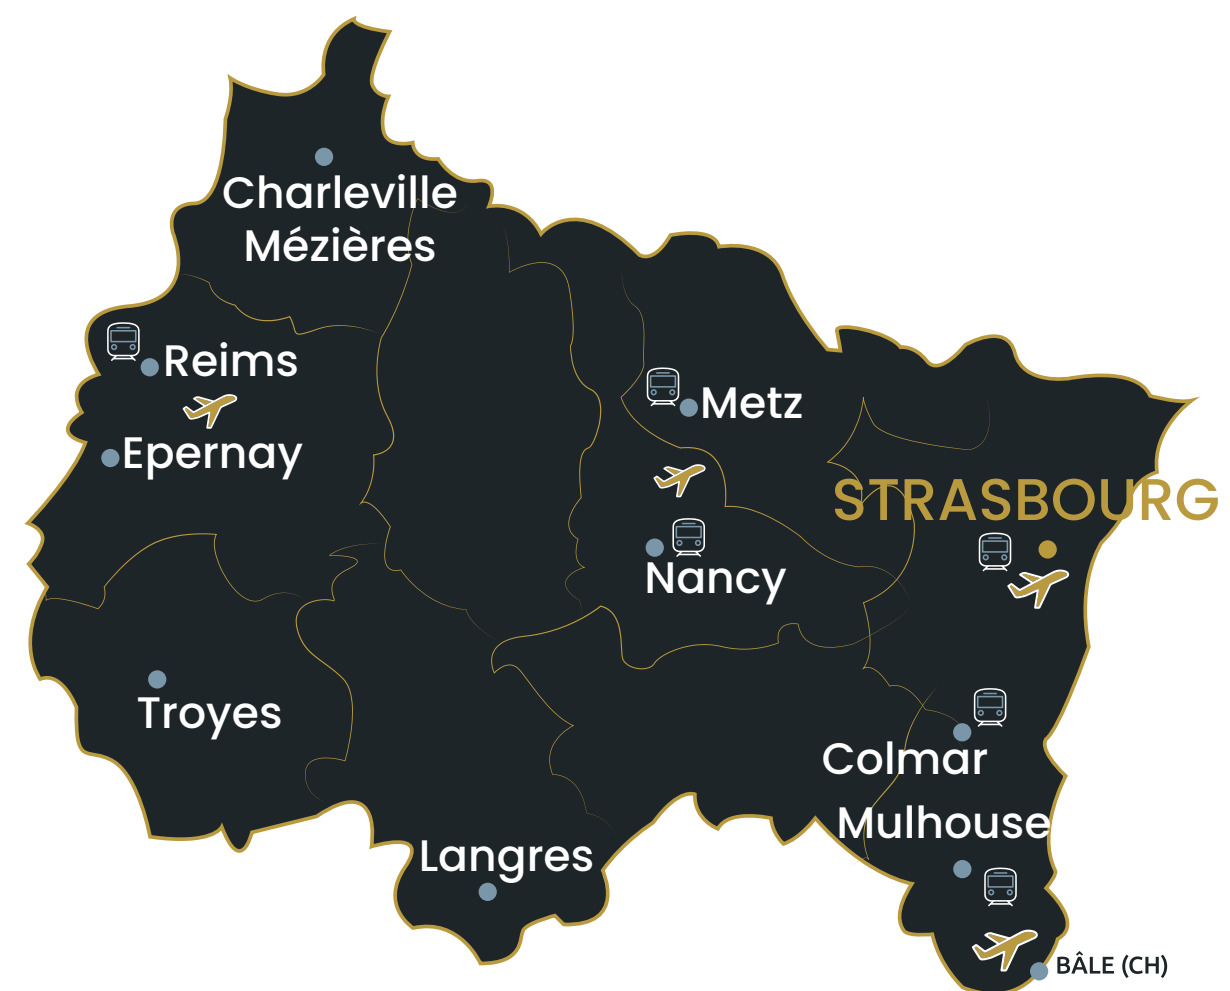 Charleville
Mézières
Reims
Metz
Epernay
STRASBOURG
Nancy
Troyes
Colmar
Mulhouse
Langres
BÂLE (CH)